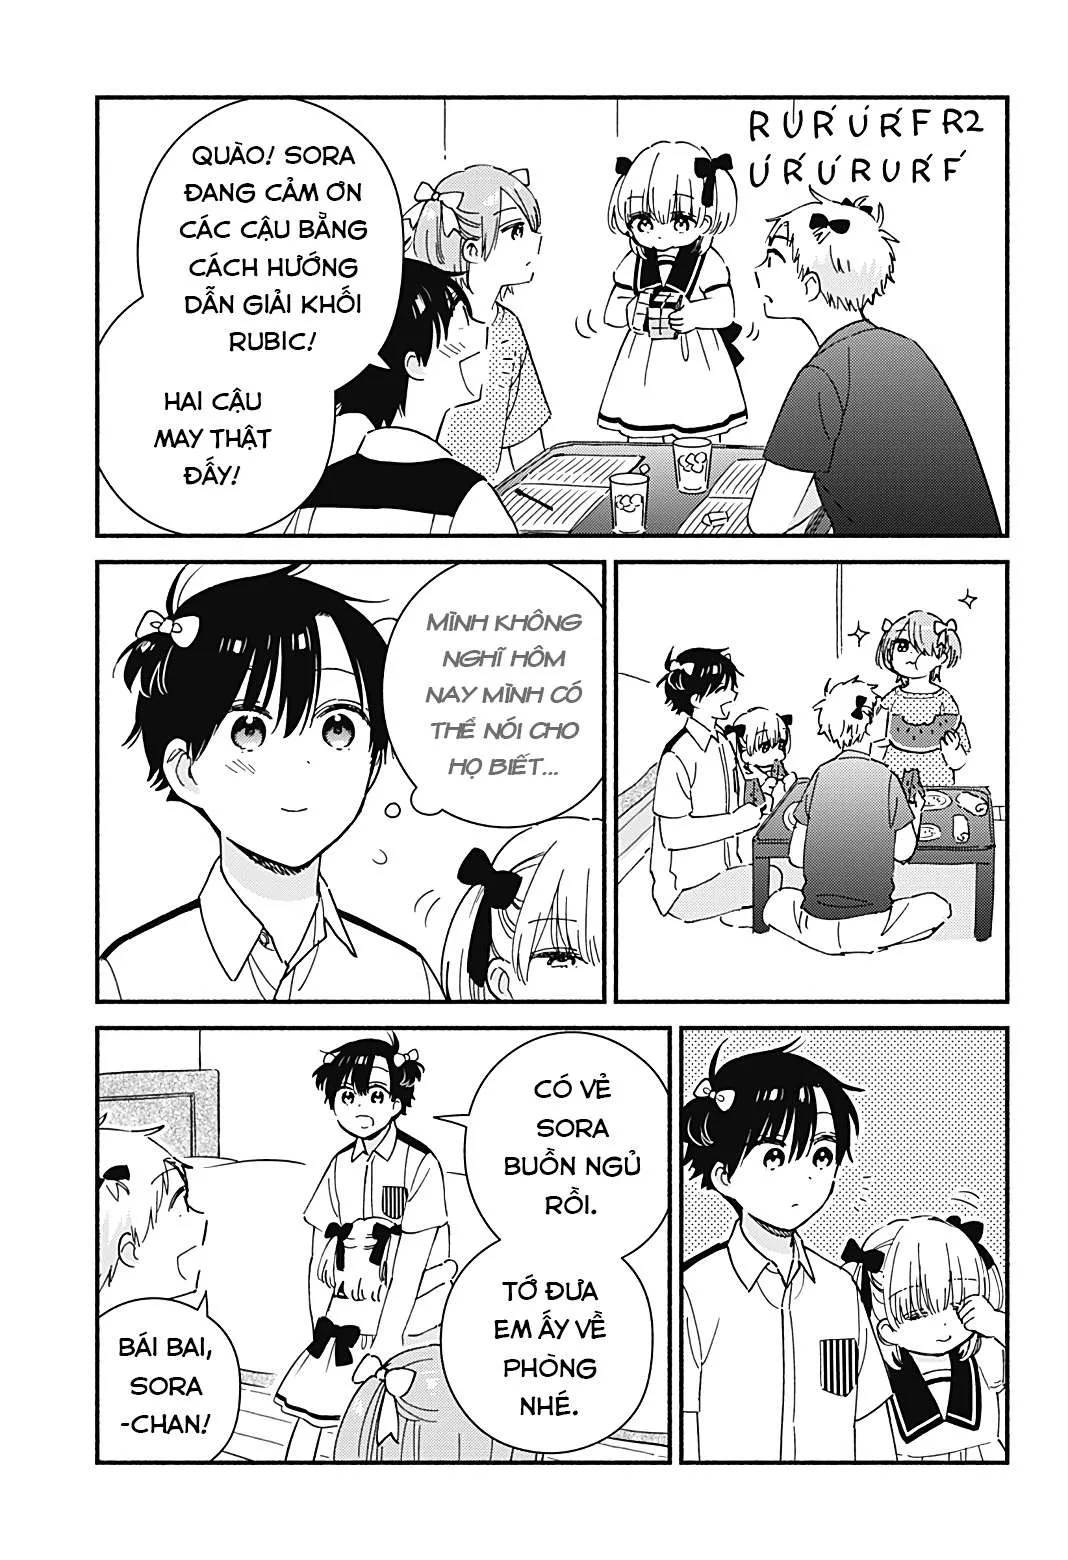 QUÀO! SORA
ĐANG CẢM ƠN
CÁC CẬU BẰNG
CÁCH HƯỚNG
DẪN GIẢI KHỐI
RUBIC!
HAI CẬU
MAY THẬT
ĐẤY!
R U R' U' R' F R2
U' R' U' R U R' F'
MÌNH KHÔNG
NGHĨ HÔM
NAY MÌNH CÓ
THỂ NÓI CHO
HỌ BIẾT...
CÓ VẺ
SORA
BUỒN NGỦ
RỒI.
TỚ ĐƯA
EM ẤY VỀ
PHÒNG
NHÉ.
BÁI BAI,
SORA
-CHAN!